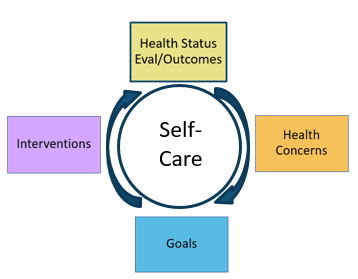 Health Status
Eval/Outcomes
Interventions
Self-
Care
Health
Concerns
Goals